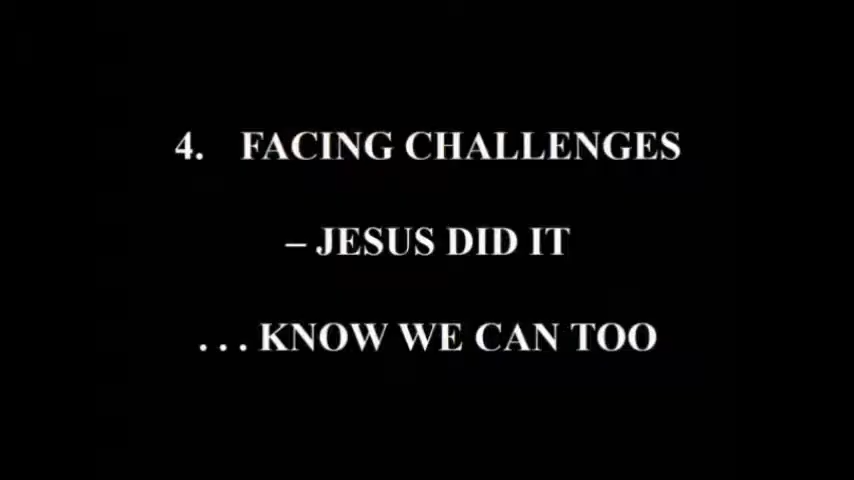 4. FACING CHALLENGES
– JESUS DID IT
. . . KNOW WE CAN TOO